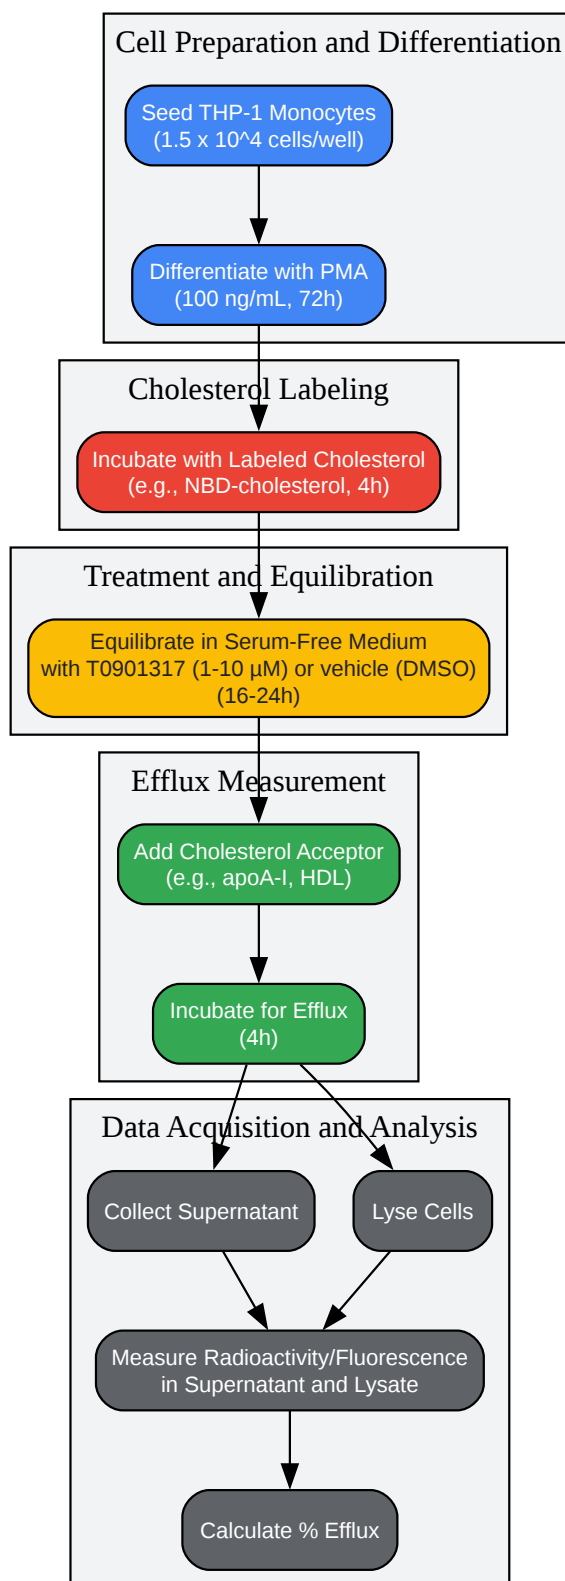 Cell Preparation and Differentiation
Seed THP-1 Monocytes
(1.5 x 10^4 cells/well)
Differentiate with PMA
(100 ng/mL, 72h)
Cholesterol Labeling
Incubate with Labeled Cholesterol
(e.g., NBD-cholesterol, 4h)
Treatment and Equilibration
Equilibrate in Serum-Free Medium
with T0901317 (1-10 µM) or vehicle (DMSO)
(16-24h)
Efflux Measurement
Add Cholesterol Acceptor
(e.g., apoA-I, HDL)
Incubate for Efflux
(4h)
Data Acquisition and Analysis
Collect Supernatant
Lyse Cells
Measure Radioactivity/Fluorescence
in Supernatant and Lysate
Calculate % Efflux